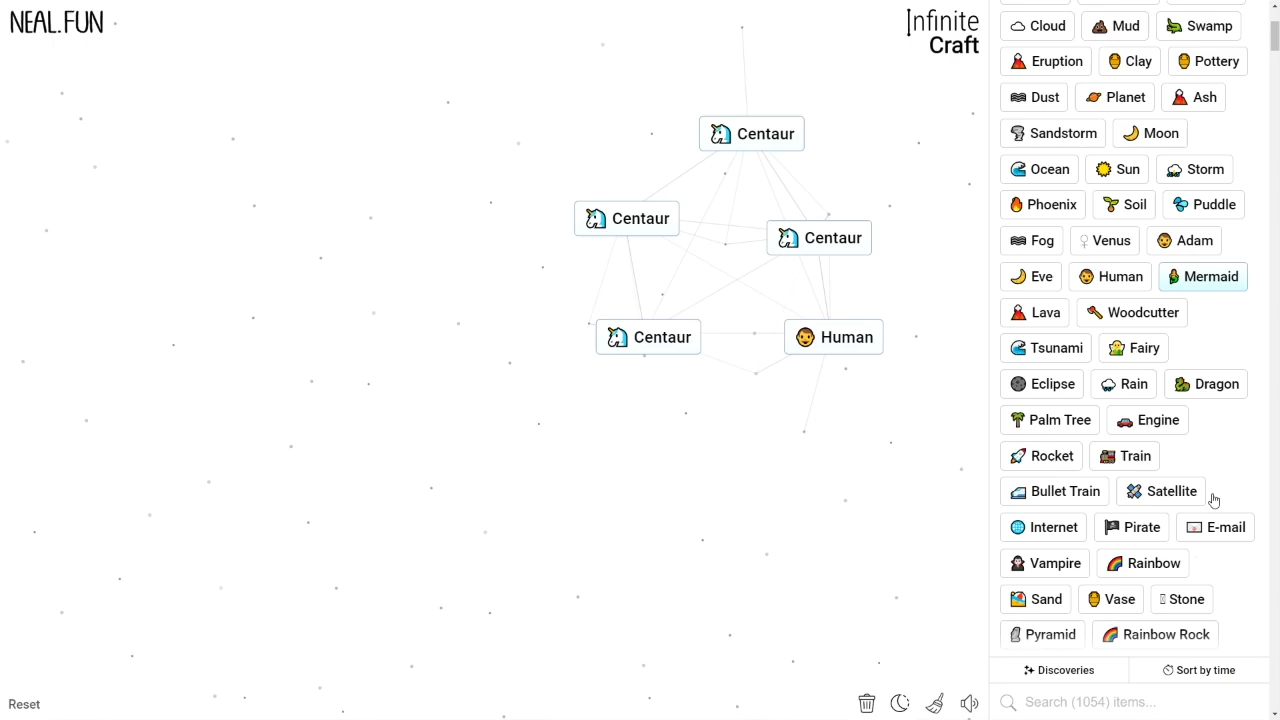 NEAL.FUN
Infinite
Craft
Centaur
Centaur
Centaur
Centaur
Human
Reset
Cloud Mud Swamp
Eruption Clay Pottery
Dust Planet Ash
Sandstorm Moon
Ocean Sun Storm
Phoenix Soil Puddle
Fog Venus Adam
Eve Human Mermaid
Lava Woodcutter
Tsunami Fairy
Eclipse Rain Dragon
Palm Tree Engine
Rocket Train
Bullet Train Satellite
Internet Pirate E-mail
Vampire Rainbow
Sand Vase Stone
Pyramid Rainbow Rock
Discoveries Sort by time
Search (1054) items...